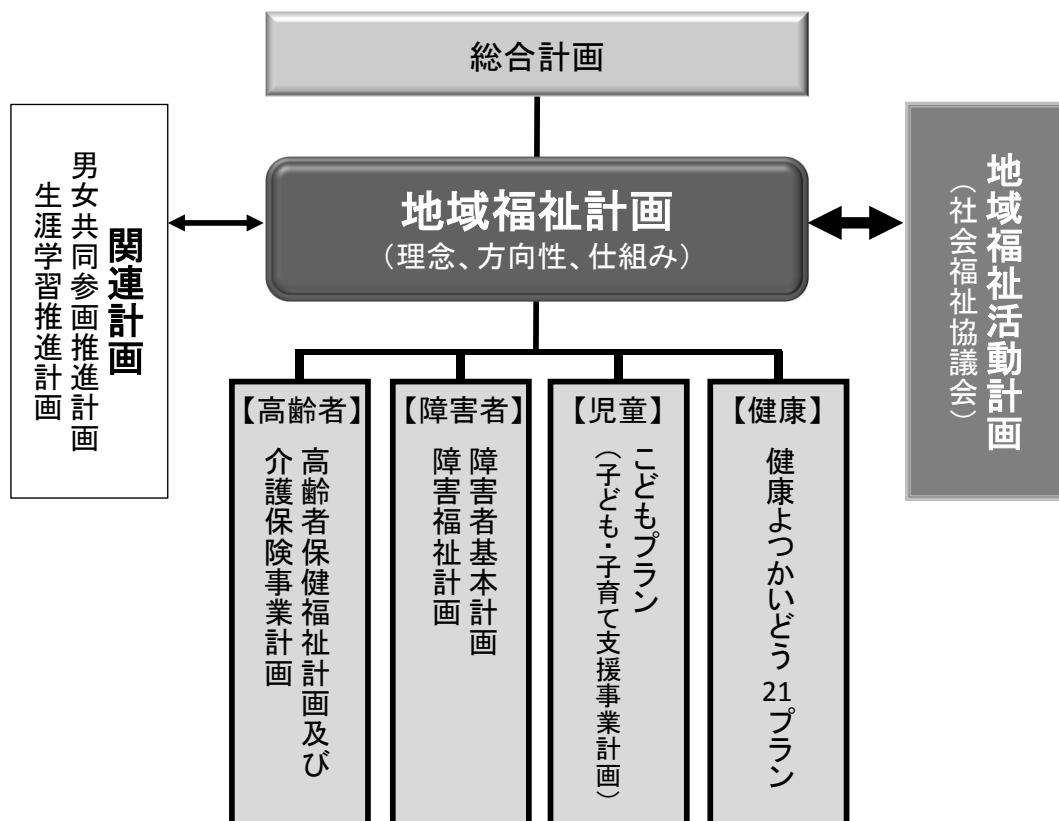 総合計画
関連計画
男女共同参画推進計画
生涯学習推進計画
地域福祉計画
（理念、方向性、仕組み）
地域福祉活動計画
（社会福祉協議会）
【高齢者】
高齢者保健福祉計画及び
介護保険事業計画
【障害者】
障害者基本計画
障害福祉計画
【児童】
こどもプラン
（子ども・子育て支援事業計画）
【健康】
健康よつかいどう21プラン